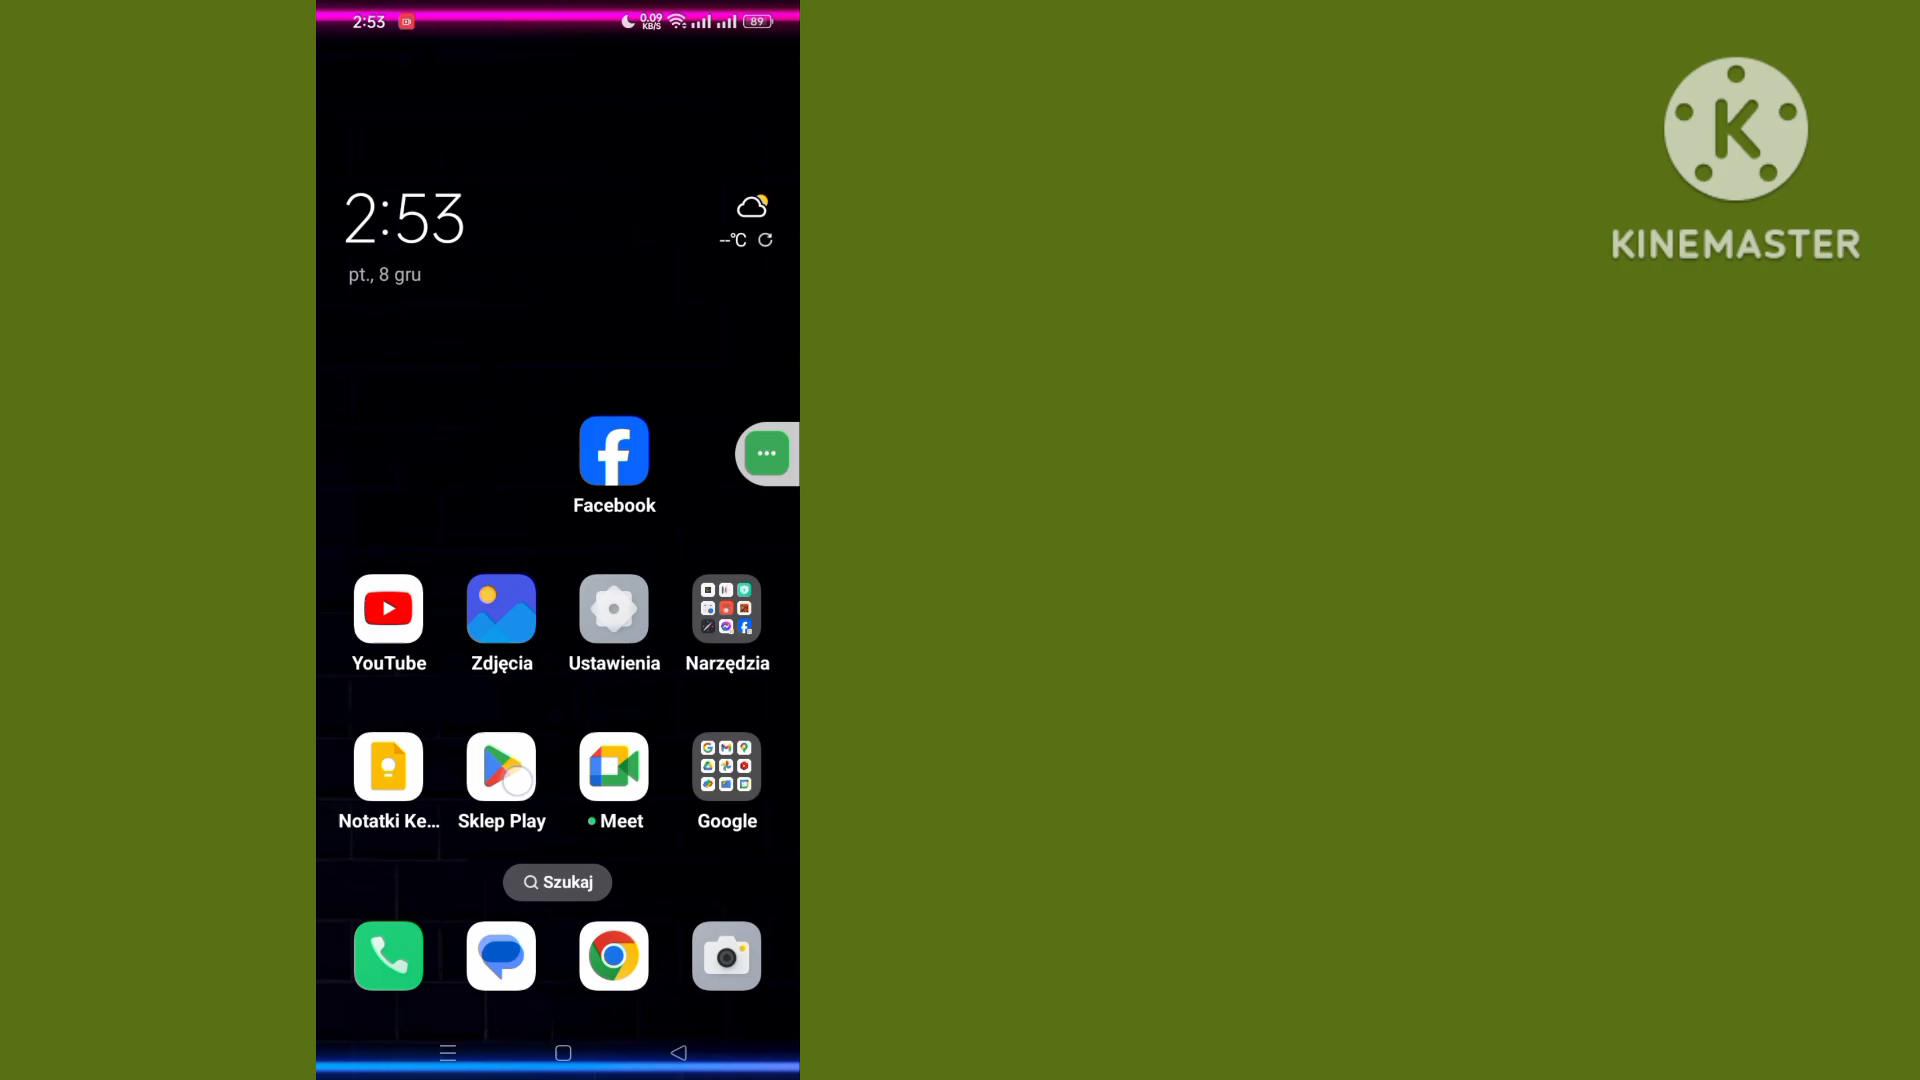 2:53
0.09
KB/S
89
K
KINEMASTER
2:53
--°C
pt., 8 gru
Facebook
YouTube
Zdjęcia
Ustawienia
Narzędzia
Notatki Ke...
Sklep Play
Meet
Google
Szukaj